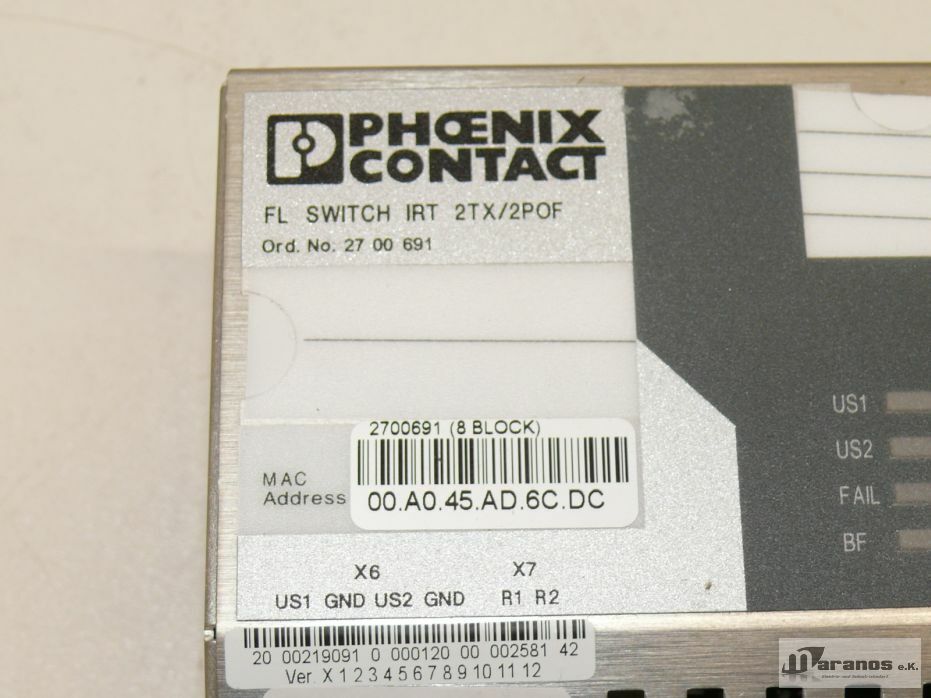 PHŒNIX
CONTACT
FL SWITCH IRT 2TX/2POF
Ord. No. 27 00 691
2700691 (8 BLOCK)
MAC
Address
00.A0.45.AD.6C.DC
X6 X7
US1 GND US2 GND R1 R2
US1
US2
FAIL
BF
20 00219091 0 000120 00 002581 42
Ver. X 1 2 3 4 5 6 7 8 9 10 11 12
maranos e.K.